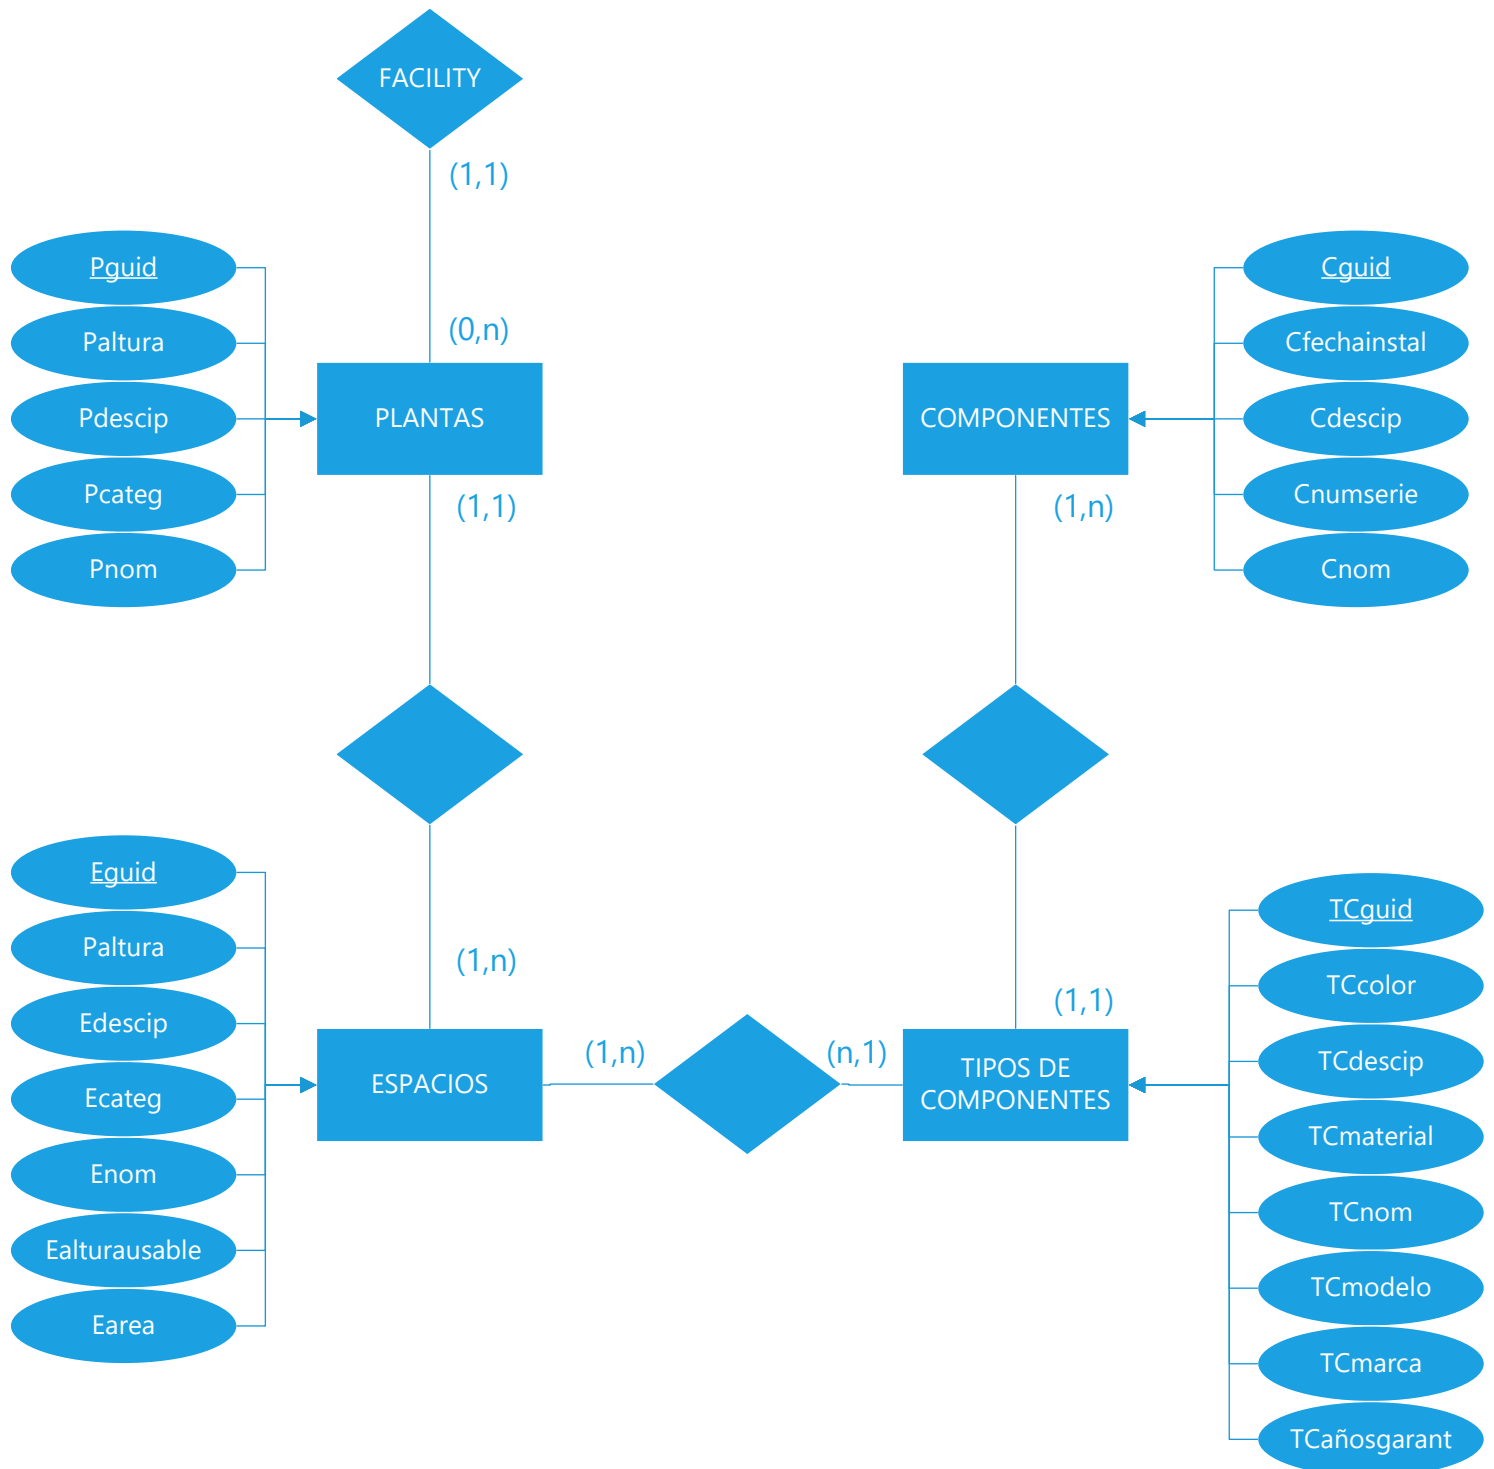 FACILITY
(1,1)
(0,n)
Pguid
Paltura
Pdescip
Pcateg
Pnom
PLANTAS
(1,1)
COMPONENTES
(1,n)
Cguid
Cfechainstal
Cdescip
Cnumserie
Cnom
Eguid
Paltura
Edescip
Ecateg
Enom
Ealturausable
Earea
(1,n)
ESPACIOS
(1,n)
(n,1)
(1,1)
TIPOS DE
COMPONENTES
TCguid
TCcolor
TCdescip
TCmaterial
TCnom
TCmodelo
TCmarca
TCañosgarant